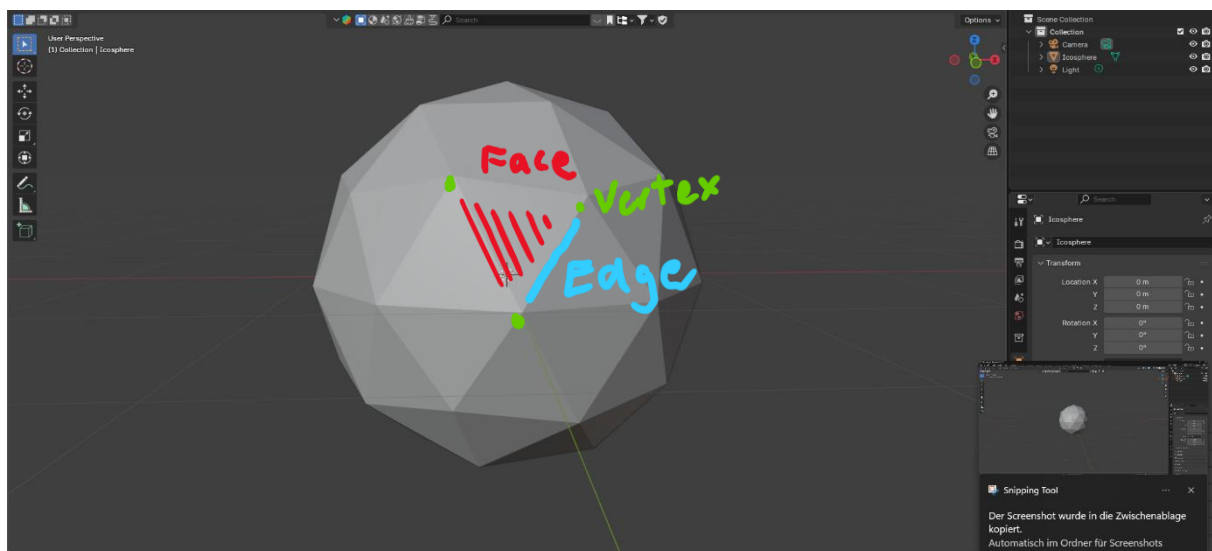 Search
Options
User Perspective
(1) Collection | Icosphere
Scene Collection
Collection
Camera
Icosphere
Light
Z
X
Face
Vertex
Edge
Search
Icosphere
Icosphere
Transform
Location X 0 m
Y 0 m
Z 0 m
Rotation X 0°
Y 0°
Z 0°
Snipping Tool
Der Screenshot wurde in die Zwischenablage
kopiert.
Automatisch im Ordner für Screenshots